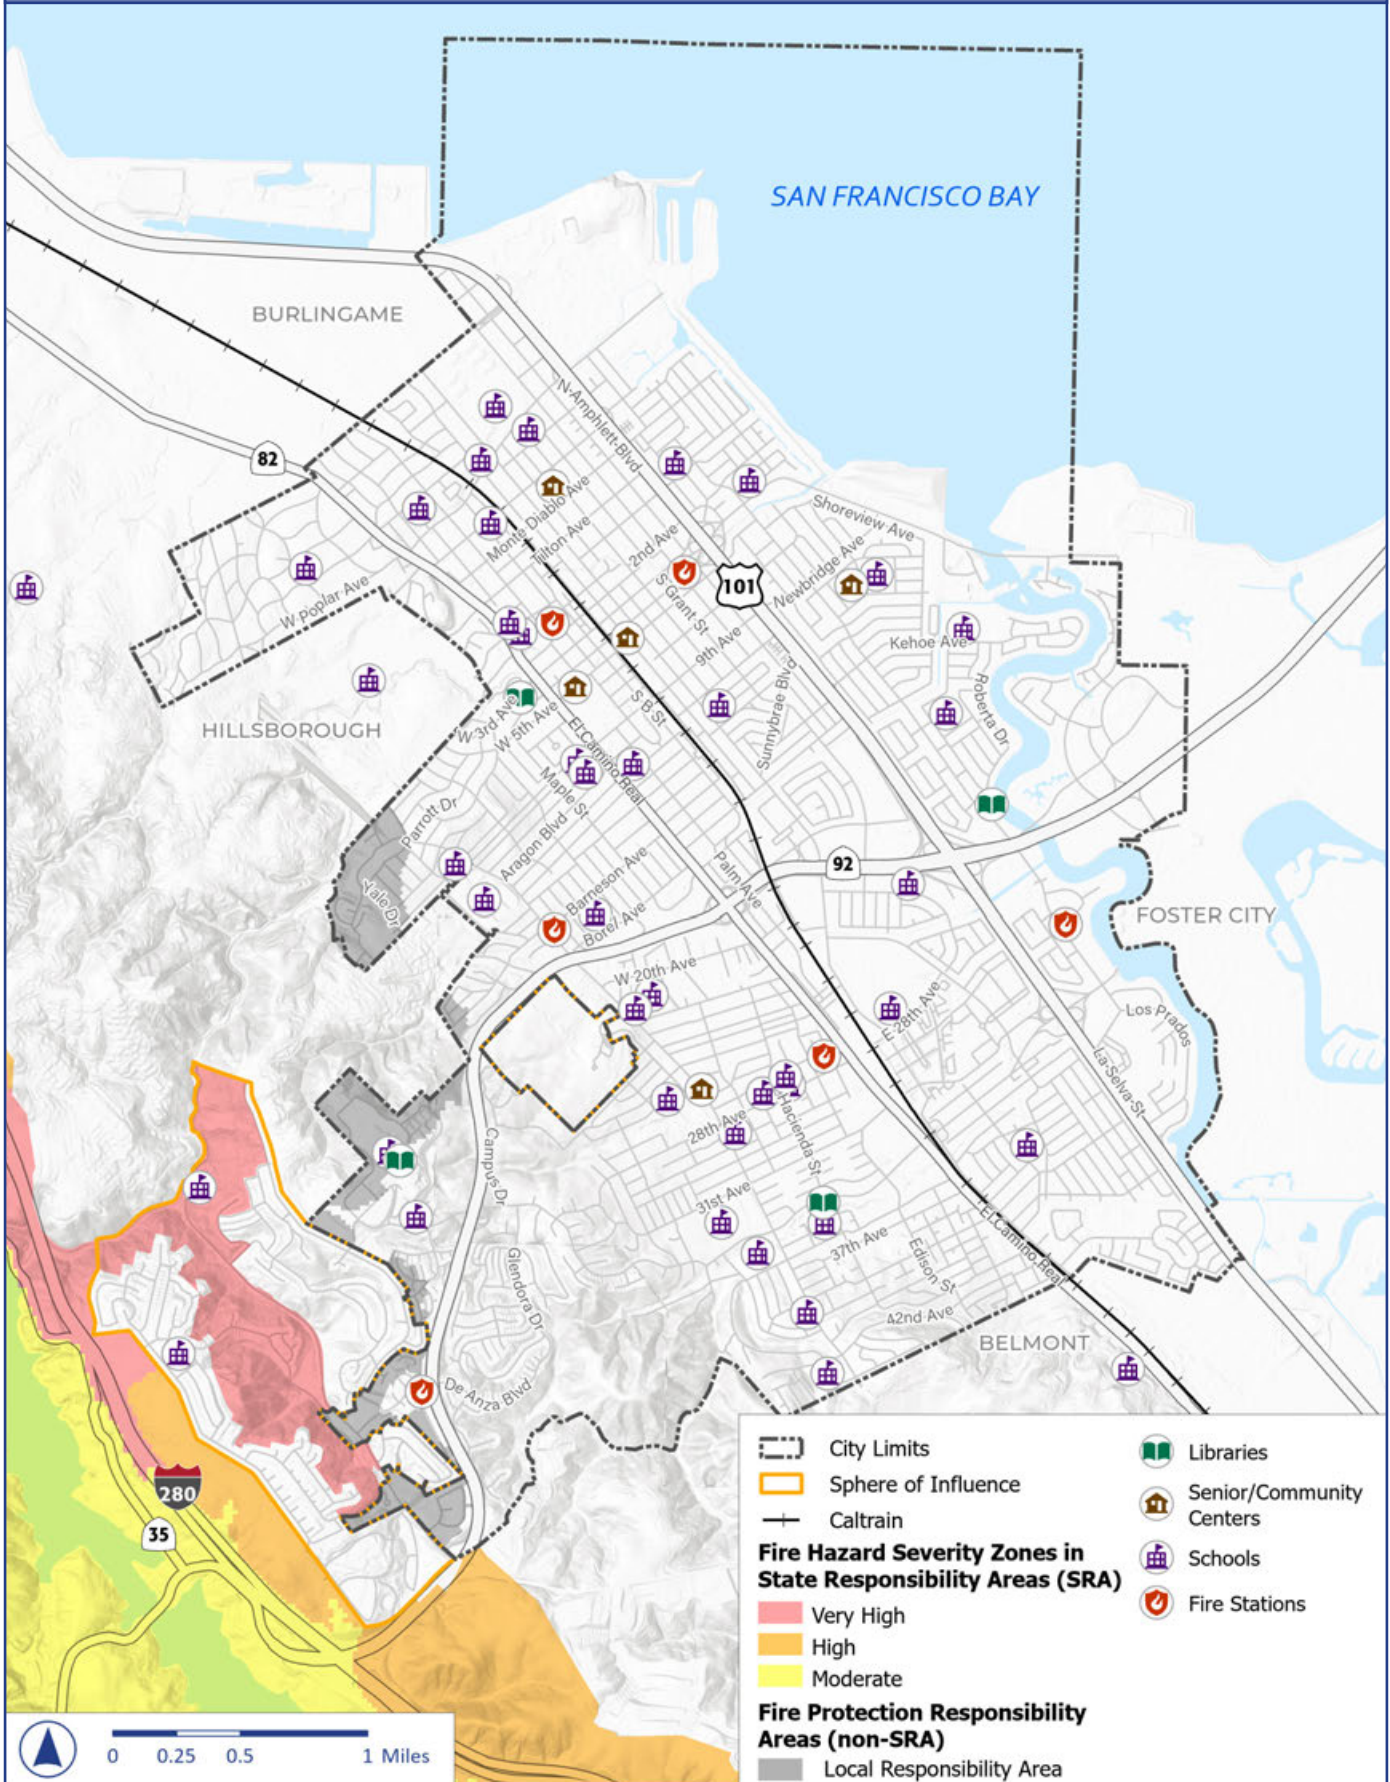 SAN FRANCISCO BAY
BURLINGAME
N Amphlett Blvd
82
Monte Diablo Ave
Tilton Ave
Shoreview Ave
2nd Ave
101
Newbridge Ave
W Poplar Ave
S Grant St
9th Ave
Kehoe Ave
Roberta Dr
HILLSBOROUGH
W 3rd Ave
W 5th Ave
S B St
Sunnybrae Blvd
El Camino Real
Maple St
Parrott Dr
Aragon Blvd
Yale Dr
Barneson Ave
Borel Ave
Palm Ave
92
FOSTER CITY
W 20th Ave
E 28th Ave
Los Prados
La Selva St
Hacienda St
28th Ave
Campus Dr
31st Ave
37th Ave
Edison St
El Camino Real
Glendora Dr
42nd Ave
BELMONT
De Anza Blvd
280
35
City Limits
Sphere of Influence
Caltrain
Fire Hazard Severity Zones in
State Responsibility Areas (SRA)
Very High
High
Moderate
Fire Protection Responsibility
Areas (non-SRA)
Local Responsibility Area
Libraries
Senior/Community
Centers
Schools
Fire Stations
0 0.25 0.5 1 Miles